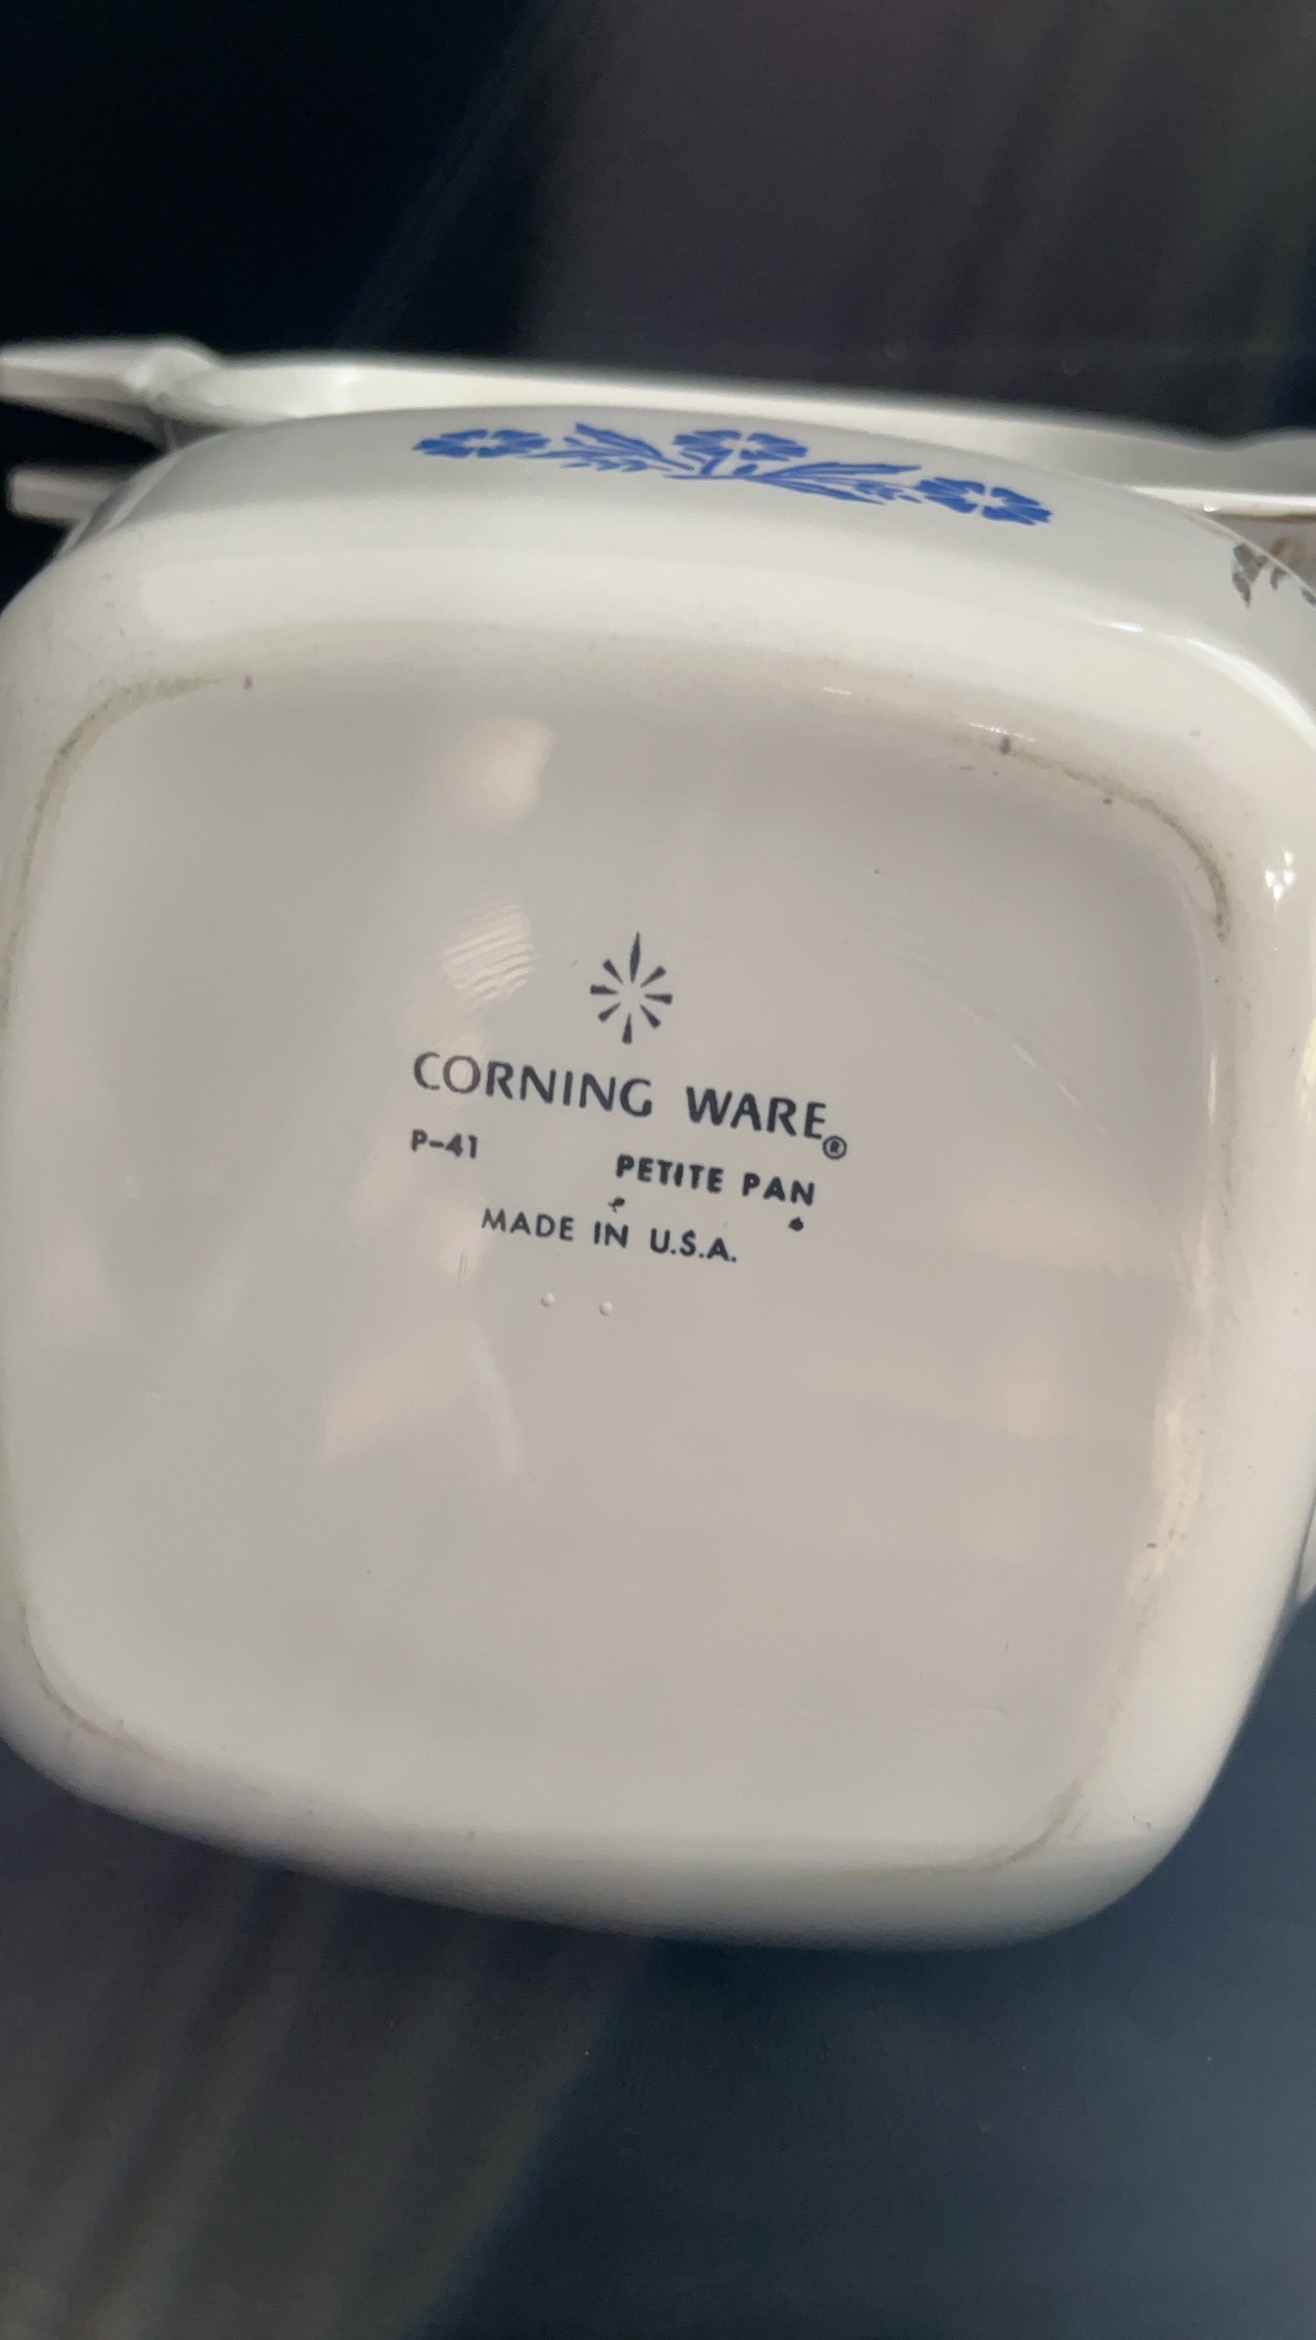 CORNING WARE®
P-41 PETITE PAN
MADE IN U.S.A.